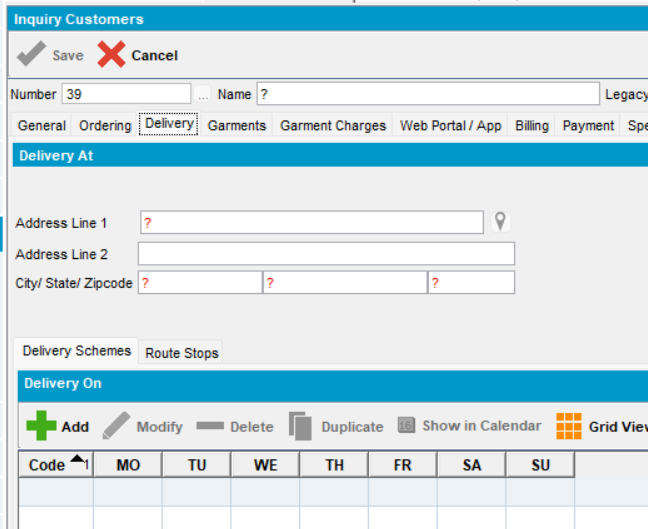 Inquiry Customers
Save Cancel
Number 39 ... Name ? Legacy
General Ordering Delivery Garments Garment Charges Web Portal / App Billing Payment Spe
Delivery At
Address Line 1 ?
Address Line 2
City/ State/ Zipcode ? ? ?
Delivery Schemes Route Stops
Delivery On
Add Modify Delete Duplicate 16 Show in Calendar Grid View
Code 1 MO TU WE TH FR SA SU